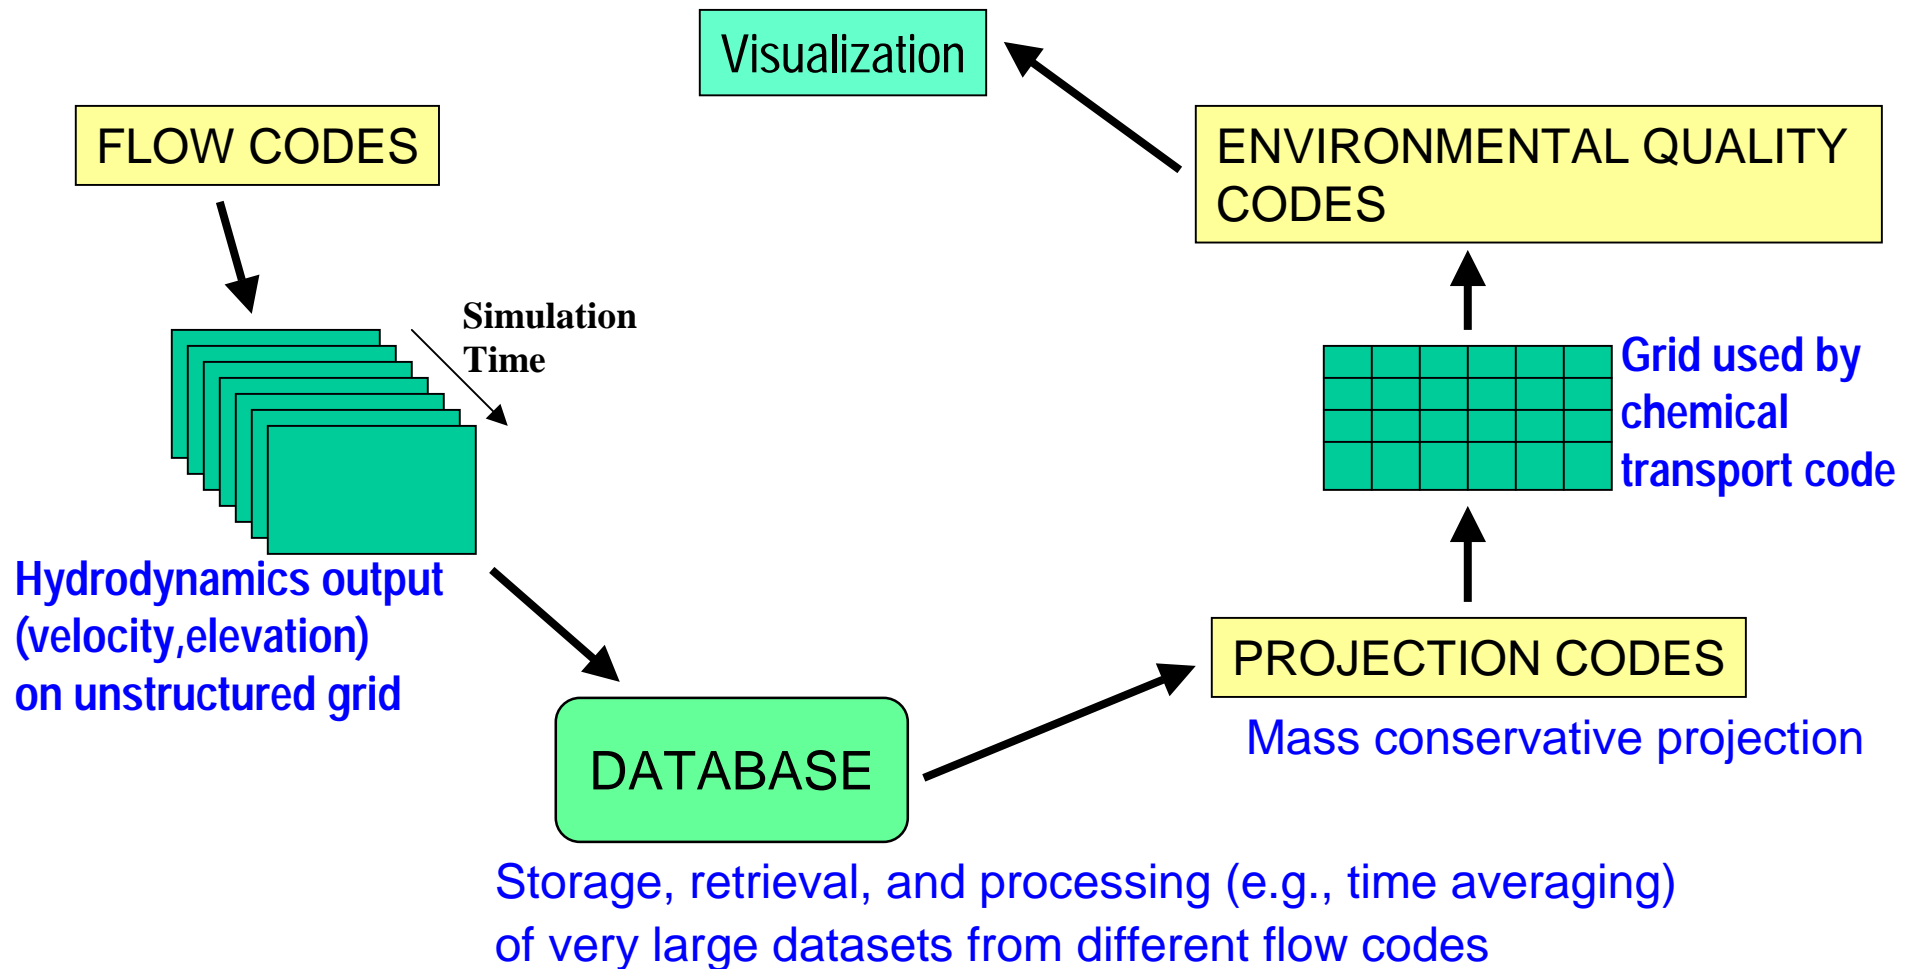 Visualization
FLOW CODES
ENVIRONMENTAL QUALITY
CODES
Simulation
Time
Grid used by
chemical
transport code
Hydrodynamics output
(velocity,elevation)
on unstructured grid
PROJECTION CODES
Mass conservative projection
DATABASE
Storage, retrieval, and processing (e.g., time averaging)
of very large datasets from different flow codes